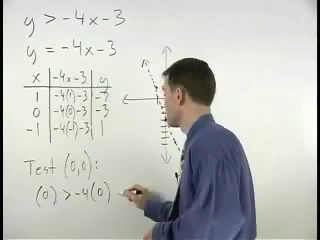 y > -4x-3
y = -4x-3
x | -4x-3 | y
1 | -4(1)-3 | -7
0 | -4(0)-3 | -3
-1 | -4(-1)-3 | 1
Test (0,0):
(0) > -4(0)